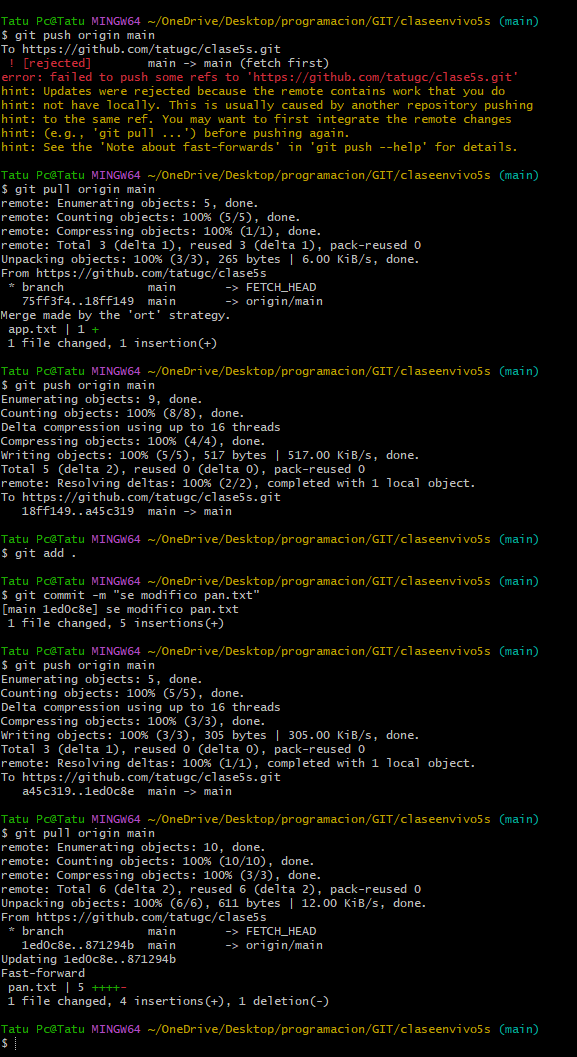 Tatu Pc@Tatu MINGW64 ~/OneDrive/Desktop/programacion/GIT/claseenvivo5s (main)
$ git push origin main
To https://github.com/tatugc/clase5s.git
 ! [rejected]        main -> main (fetch first)
error: failed to push some refs to 'https://github.com/tatugc/clase5s.git'
hint: Updates were rejected because the remote contains work that you do
hint: not have locally. This is usually caused by another repository pushing
hint: to the same ref. You may want to first integrate the remote changes
hint: (e.g., 'git pull ...') before pushing again.
hint: See the 'Note about fast-forwards' in 'git push --help' for details.

Tatu Pc@Tatu MINGW64 ~/OneDrive/Desktop/programacion/GIT/claseenvivo5s (main)
$ git pull origin main
remote: Enumerating objects: 5, done.
remote: Counting objects: 100% (5/5), done.
remote: Compressing objects: 100% (1/1), done.
remote: Total 3 (delta 1), reused 3 (delta 1), pack-reused 0
Unpacking objects: 100% (3/3), 265 bytes | 6.00 KiB/s, done.
From https://github.com/tatugc/clase5s
 * branch            main       -> FETCH_HEAD
   75ff3f4..18ff149  main       -> origin/main
Merge made by the 'ort' strategy.
 app.txt | 1 +
 1 file changed, 1 insertion(+)

Tatu Pc@Tatu MINGW64 ~/OneDrive/Desktop/programacion/GIT/claseenvivo5s (main)
$ git push origin main
Enumerating objects: 9, done.
Counting objects: 100% (8/8), done.
Delta compression using up to 16 threads
Compressing objects: 100% (4/4), done.
Writing objects: 100% (5/5), 517 bytes | 517.00 KiB/s, done.
Total 5 (delta 2), reused 0 (delta 0), pack-reused 0
remote: Resolving deltas: 100% (2/2), completed with 1 local object.
To https://github.com/tatugc/clase5s.git
   18ff149..a45c319  main -> main

Tatu Pc@Tatu MINGW64 ~/OneDrive/Desktop/programacion/GIT/claseenvivo5s (main)
$ git add .

Tatu Pc@Tatu MINGW64 ~/OneDrive/Desktop/programacion/GIT/claseenvivo5s (main)
$ git commit -m "se modifico pan.txt"
[main 1ed0c8e] se modifico pan.txt
 1 file changed, 5 insertions(+)

Tatu Pc@Tatu MINGW64 ~/OneDrive/Desktop/programacion/GIT/claseenvivo5s (main)
$ git push origin main
Enumerating objects: 5, done.
Counting objects: 100% (5/5), done.
Delta compression using up to 16 threads
Compressing objects: 100% (3/3), done.
Writing objects: 100% (3/3), 305 bytes | 305.00 KiB/s, done.
Total 3 (delta 1), reused 0 (delta 0), pack-reused 0
remote: Resolving deltas: 100% (1/1), completed with 1 local object.
To https://github.com/tatugc/clase5s.git
   a45c319..1ed0c8e  main -> main

Tatu Pc@Tatu MINGW64 ~/OneDrive/Desktop/programacion/GIT/claseenvivo5s (main)
$ git pull origin main
remote: Enumerating objects: 10, done.
remote: Counting objects: 100% (10/10), done.
remote: Compressing objects: 100% (3/3), done.
remote: Total 6 (delta 2), reused 6 (delta 2), pack-reused 0
Unpacking objects: 100% (6/6), 611 bytes | 12.00 KiB/s, done.
From https://github.com/tatugc/clase5s
 * branch            main       -> FETCH_HEAD
   1ed0c8e..871294b  main       -> origin/main
Updating 1ed0c8e..871294b
Fast-forward
 pan.txt | 5 ++++-
 1 file changed, 4 insertions(+), 1 deletion(-)

Tatu Pc@Tatu MINGW64 ~/OneDrive/Desktop/programacion/GIT/claseenvivo5s (main)
$